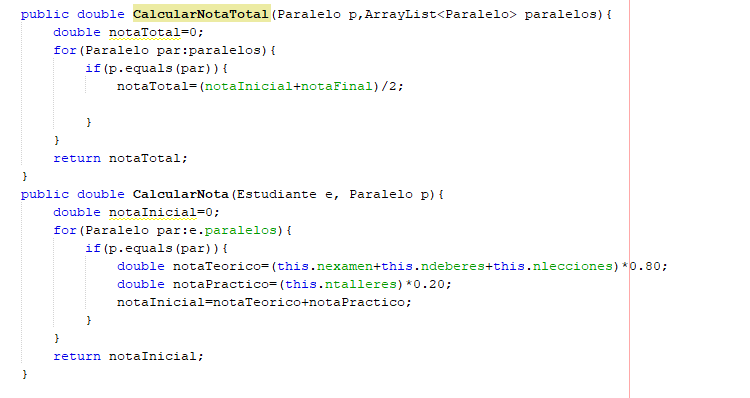 public double CalcularNotaTotal(Paralelo p,ArrayList<Paralelo> paralelos){
double notaTotal=0;
for(Paralelo par:paralelos){
if(p.equals(par)){
notaTotal=(notaInicial+notaFinal)/2;
}
}
return notaTotal;
}
public double CalcularNota(Estudiante e, Paralelo p){
double notaInicial=0;
for(Paralelo par:e.paralelos){
if(p.equals(par)){
double notaTeorico=(this.nexamen+this.ndeberes+this.nlecciones)*0.80;
double notaPractico=(this.ntalleres)*0.20;
notaInicial=notaTeorico+notaPractico;
}
}
return notaInicial;
}